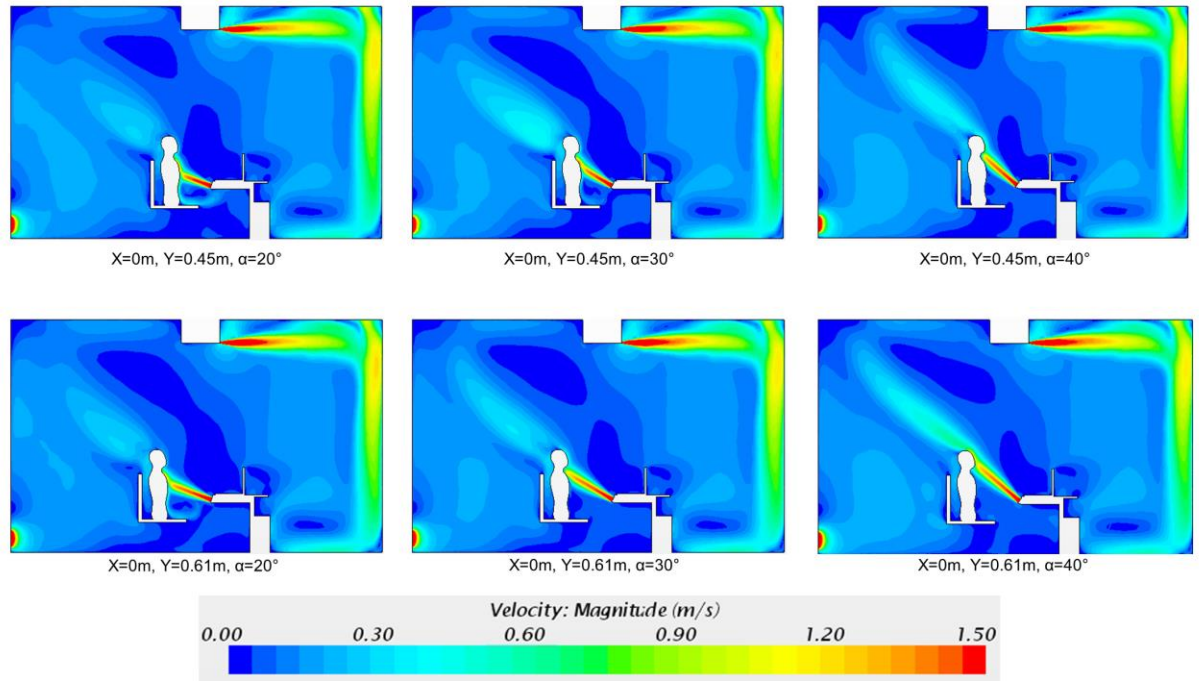 X=0m, Y=0.45m, α=20°
X=0m, Y=0.45m, α=30°
X=0m, Y=0.45m, α=40°
X=0m, Y=0.61m, α=20°
X=0m, Y=0.61m, α=30°
X=0m, Y=0.61m, α=40°
Velocity: Magnitude (m/s)
0.00 0.30 0.60 0.90 1.20 1.50